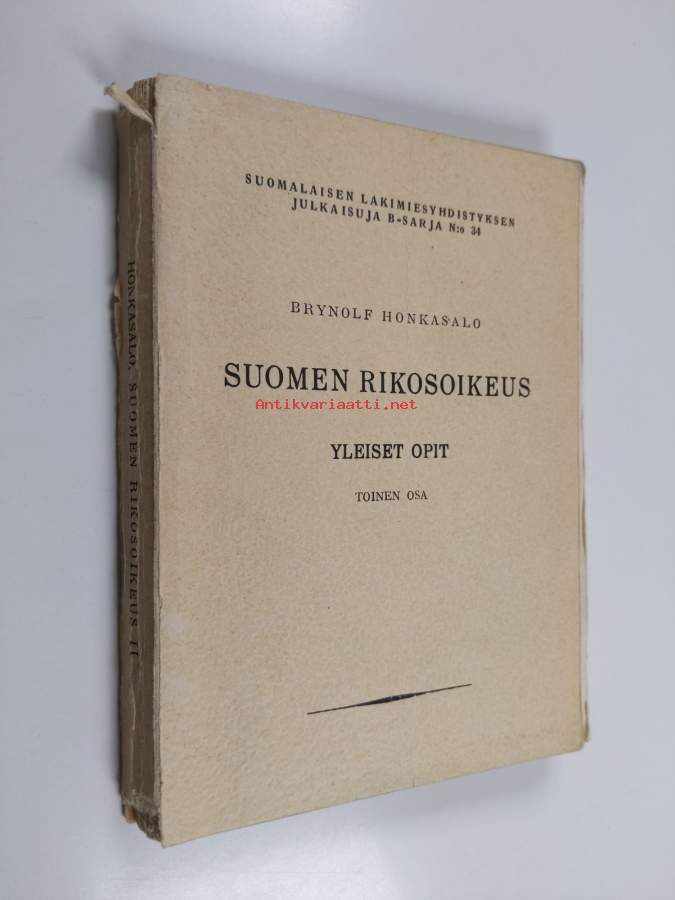 SUOMALAISEN LAKIMIESYHDISTYKSEN
JULKAISUJA B-SARJA N:o 34
BRYNOLF HONKASALO
SUOMEN RIKOSOIKEUS
Antikvariaatti.net
YLEISET OPIT
TOINEN OSA
HONKASALO, SUOMEN RIKOSOIKEUS II